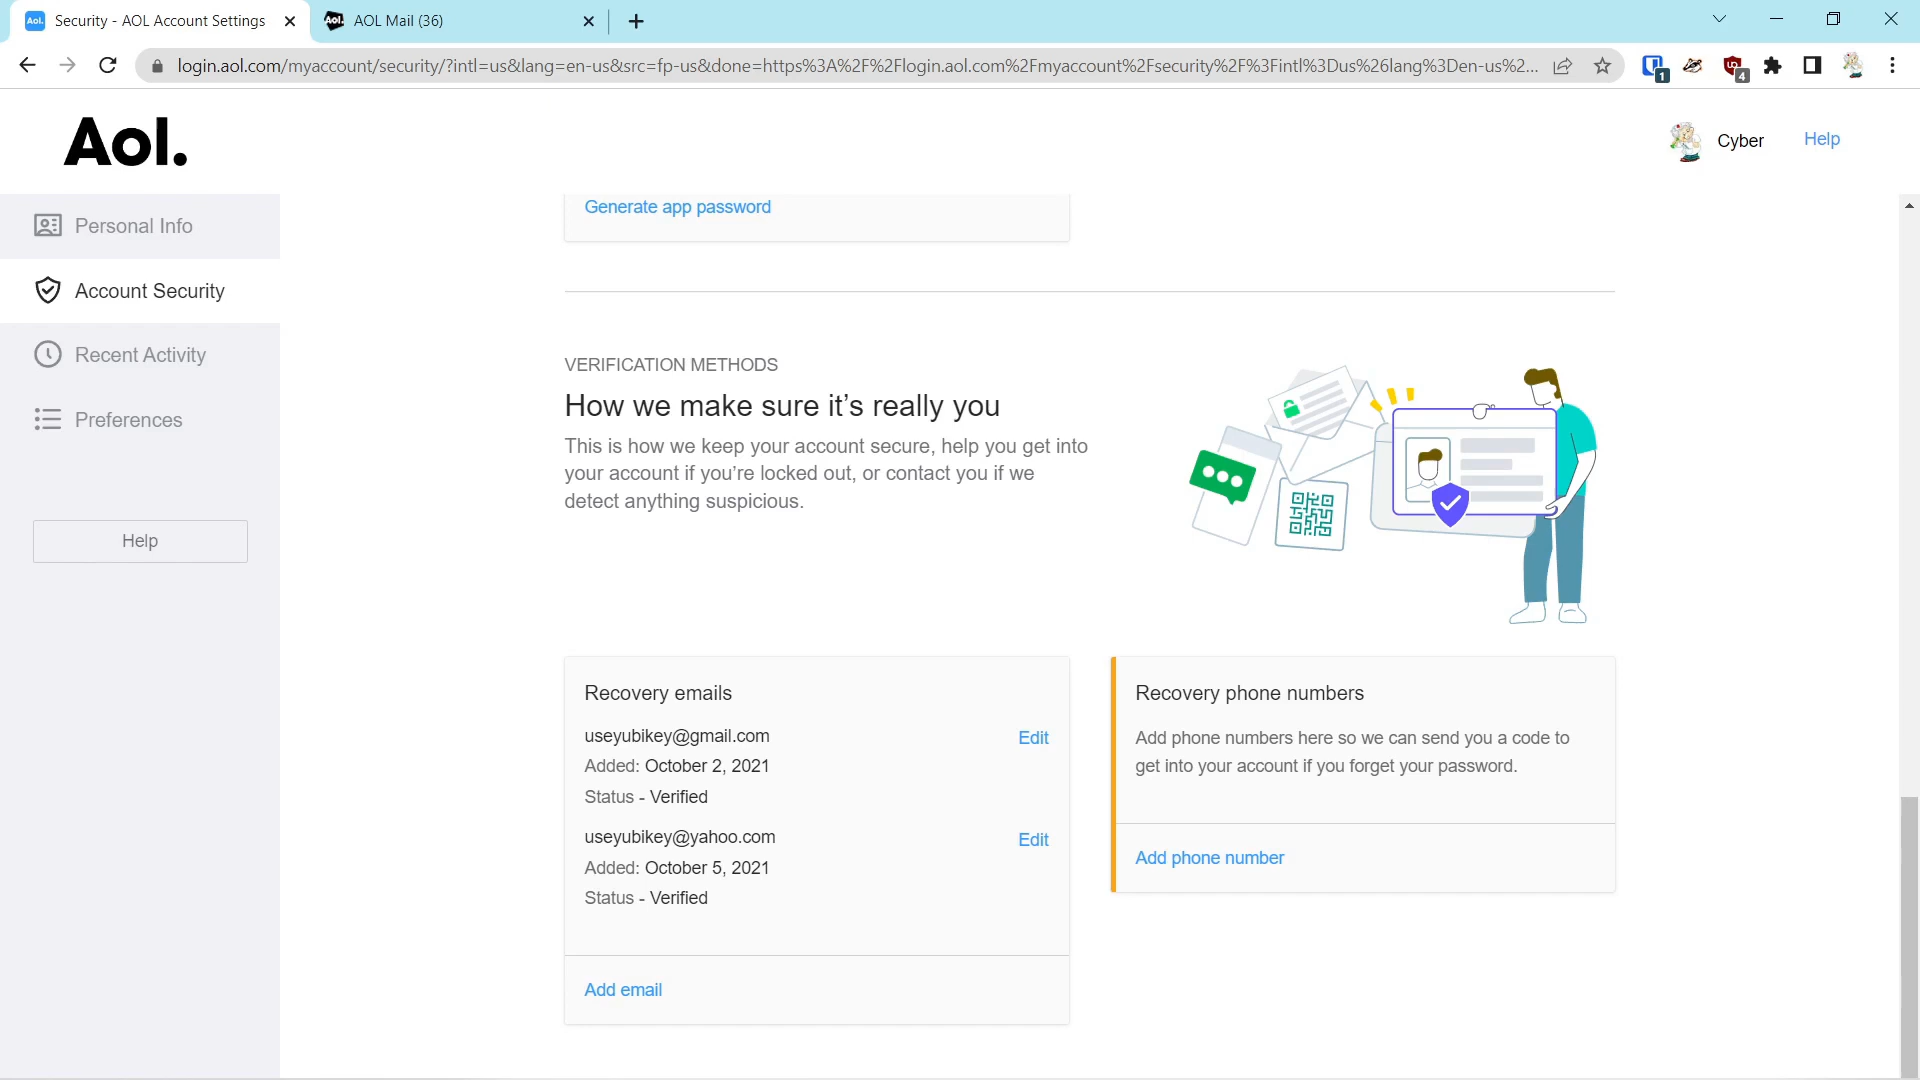 Aol. Security - AOL Account Settings
Aol. AOL Mail (36)
login.aol.com/myaccount/security/?intl=us&lang=en-us&src=fp-us&done=https%3A%2F%2Flogin.aol.com%2Fmyaccount%2Fsecurity%2F%3Fintl%3Dus%26lang%3Den-us%2...
1
4
Aol.
Cyber
Help
Personal Info
Account Security
Recent Activity
Preferences
Help
Generate app password
VERIFICATION METHODS
How we make sure it’s really you
This is how we keep your account secure, help you get into
your account if you’re locked out, or contact you if we
detect anything suspicious.
Recovery emails
useyubikey@gmail.com
Edit
Added: October 2, 2021
Status - Verified
useyubikey@yahoo.com
Edit
Added: October 5, 2021
Status - Verified
Add email
Recovery phone numbers
Add phone numbers here so we can send you a code to
get into your account if you forget your password.
Add phone number